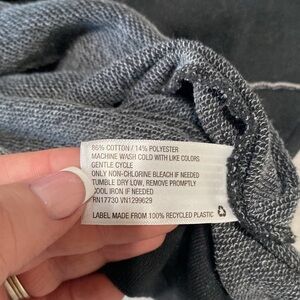 86% COTTON / 14% POLYESTER
MACHINE WASH COLD WITH LIKE COLORS
GENTLE CYCLE
ONLY NON-CHLORINE BLEACH IF NEEDED
TUMBLE DRY LOW, REMOVE PROMPTLY
COOL IRON IF NEEDED
RN17730 VN1299629
LABEL MADE FROM 100% RECYCLED PLASTIC